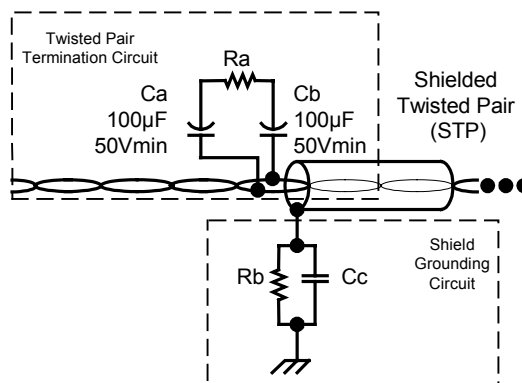 Twisted Pair
Termination Circuit
Ra
Ca
100µF
50Vmin
Cb
100µF
50Vmin
Shielded
Twisted Pair
(STP)
Rb
Cc
Shield
Grounding
Circuit